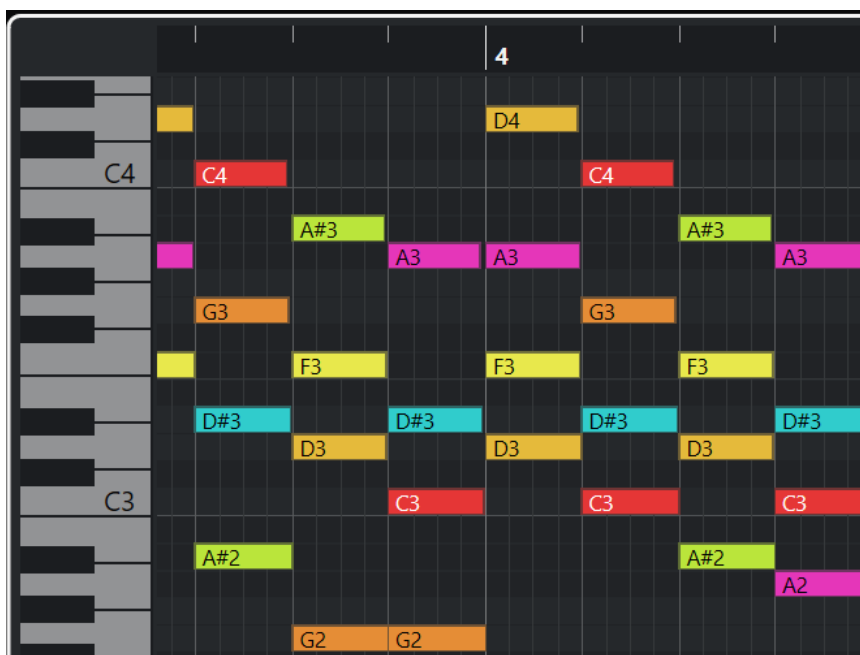 4
D4
C4 C4 C4
A#3 A#3
A3 A3 A3
G3 G3
F3 F3 F3
D#3 D#3 D#3 D#3
D3 D3 D3
C3 C3 C3 C3
A#2 A#2
A2
G2 G2